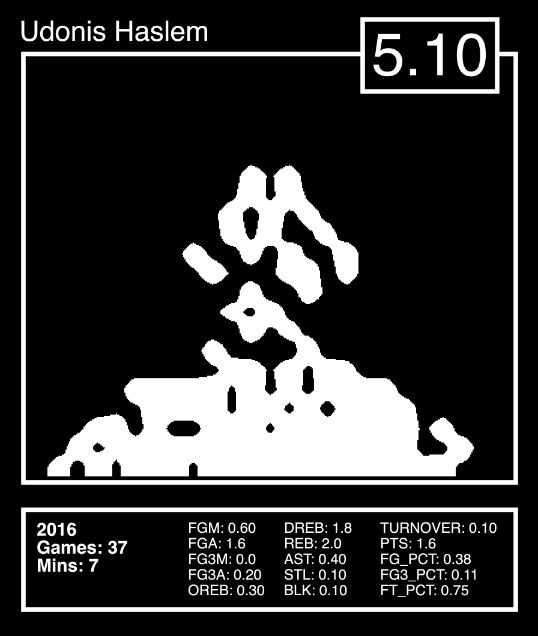 Udonis Haslem
5.10
2016
Games: 37
Mins: 7
FGM: 0.60
FGA: 1.6
FG3M: 0.0
FG3A: 0.20
OREB: 0.30
DREB: 1.8
REB: 2.0
AST: 0.40
STL: 0.10
BLK: 0.10
TURNOVER: 0.10
PTS: 1.6
FG_PCT: 0.38
FG3_PCT: 0.11
FT_PCT: 0.75